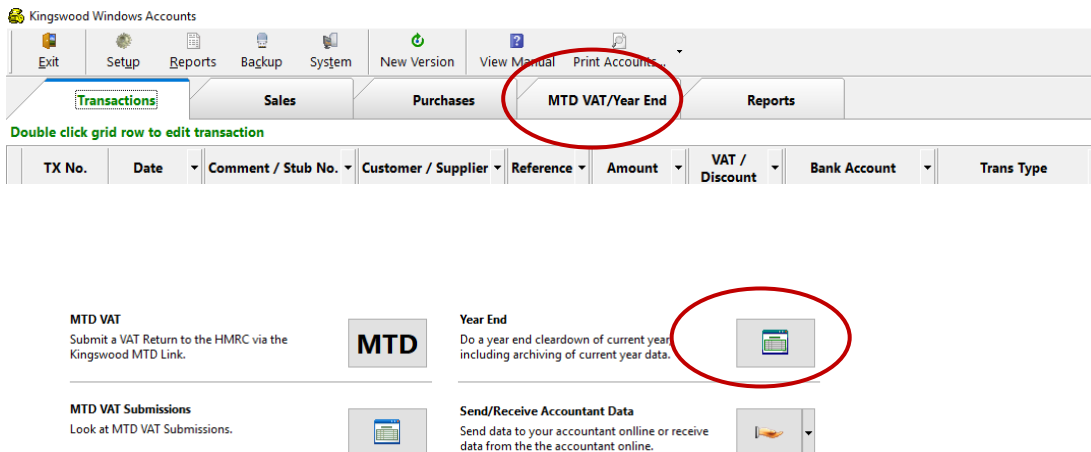 Kingswood Windows Accounts
Exit Setup Reports Backup System New Version View Manual Print Accounts...
Transactions Sales Purchases MTD VAT/Year End Reports
Double click grid row to edit transaction
TX No. Date Comment / Stub No. Customer / Supplier Reference Amount VAT / Discount Bank Account Trans Type
MTD VAT
Submit a VAT Return to the HMRC via the
Kingswood MTD Link.
MTD
Year End
Do a year end cleardown of current year,
including archiving of current year data.
MTD VAT Submissions
Look at MTD VAT Submissions.
Send/Receive Accountant Data
Send data to your accountant onlline or receive
data from the the accountant online.